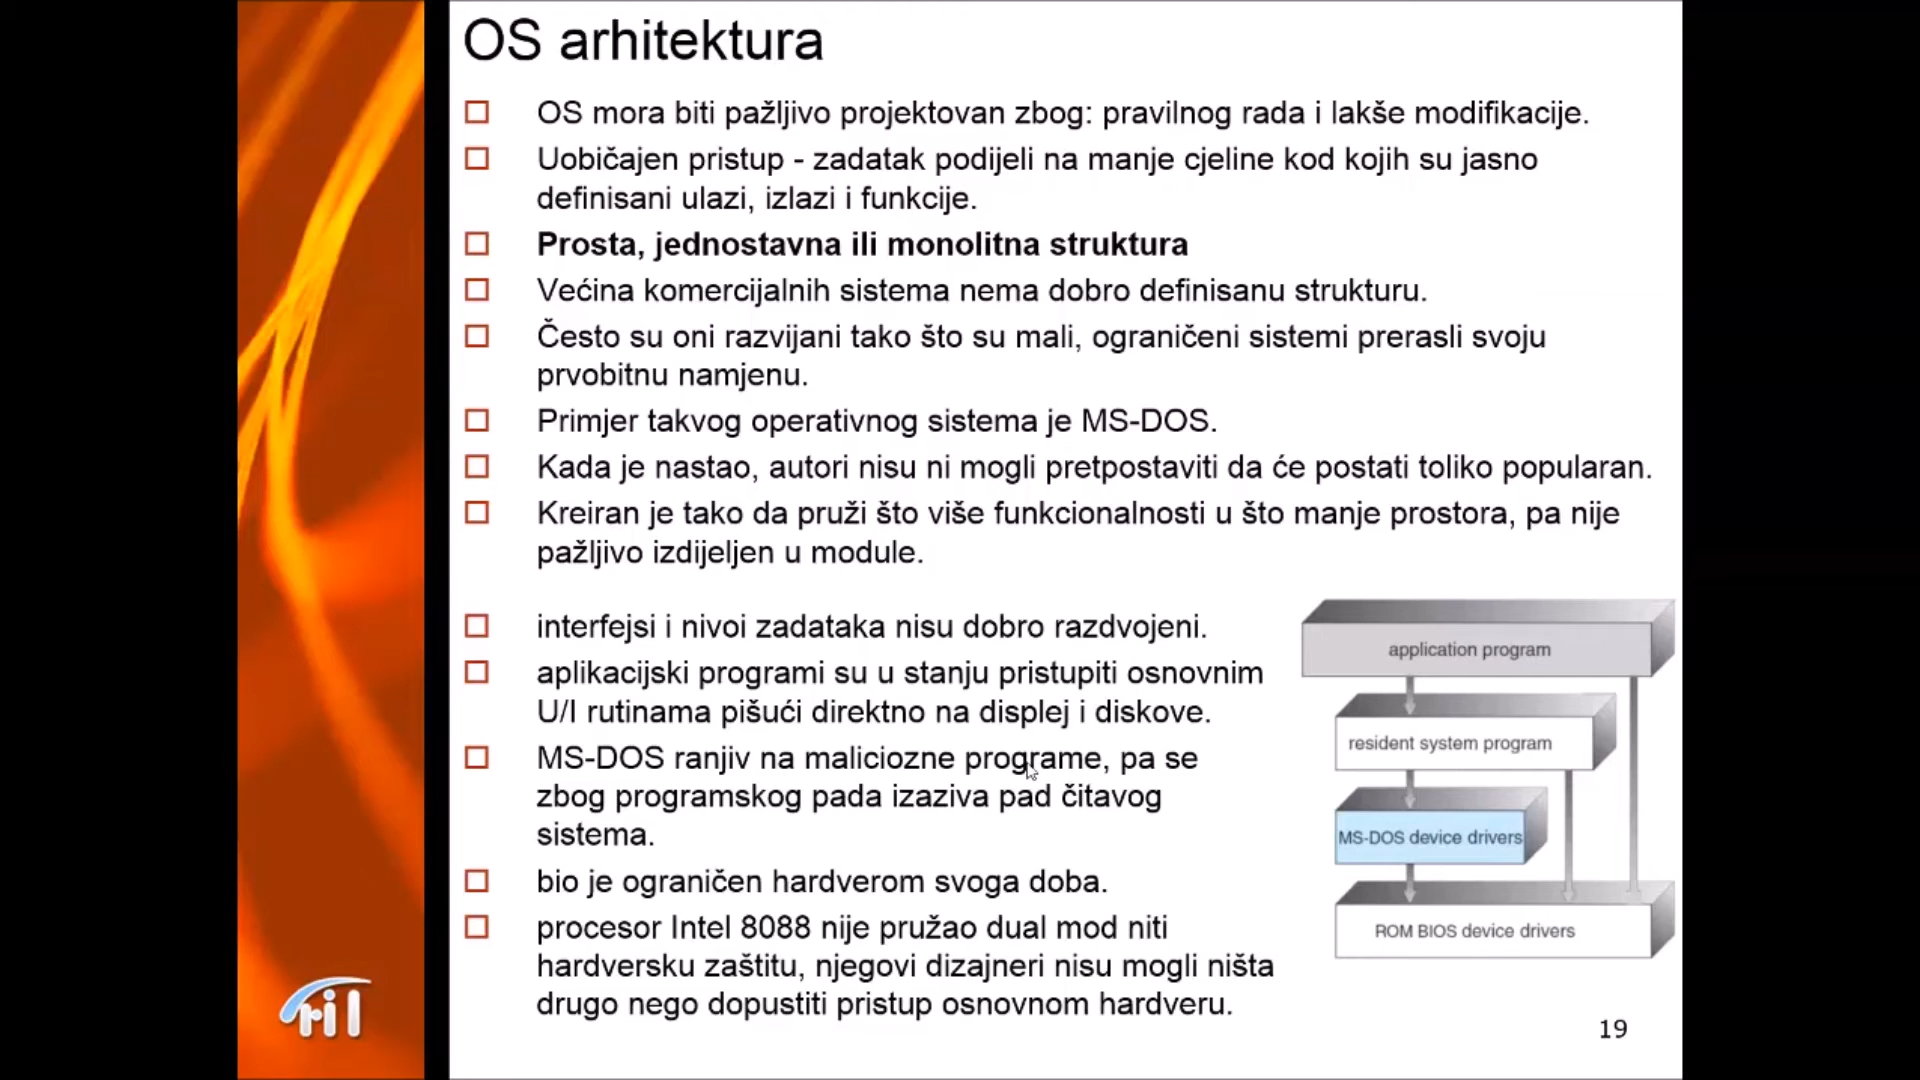 OS arhitektura
OS mora biti pažljivo projektovan zbog: pravilnog rada i lakše modifikacije.
Uobičajen pristup - zadatak podijeli na manje cjeline kod kojih su jasno
definisani ulazi, izlazi i funkcije.
Prosta, jednostavna ili monolitna struktura
Većina komercijalnih sistema nema dobro definisanu strukturu.
Često su oni razvijani tako što su mali, ograničeni sistemi prerasli svoju
prvobitnu namjenu.
Primjer takvog operativnog sistema je MS-DOS.
Kada je nastao, autori nisu ni mogli pretpostaviti da će postati toliko popularan.
Kreiran je tako da pruži što više funkcionalnosti u što manje prostora, pa nije
pažljivo izdijeljen u module.
interfejsi i nivoi zadataka nisu dobro razdvojeni.
aplikacijski programi su u stanju pristupiti osnovnim
U/I rutinama pišući direktno na displej i diskove.
MS-DOS ranjiv na maliciozne programe, pa se
zbog programskog pada izaziva pad čitavog
sistema.
bio je ograničen hardverom svoga doba.
procesor Intel 8088 nije pružao dual mod niti
hardversku zaštitu, njegovi dizajneri nisu mogli ništa
drugo nego dopustiti pristup osnovnom hardveru.
application program
resident system program
MS-DOS device drivers
ROM BIOS device drivers
19